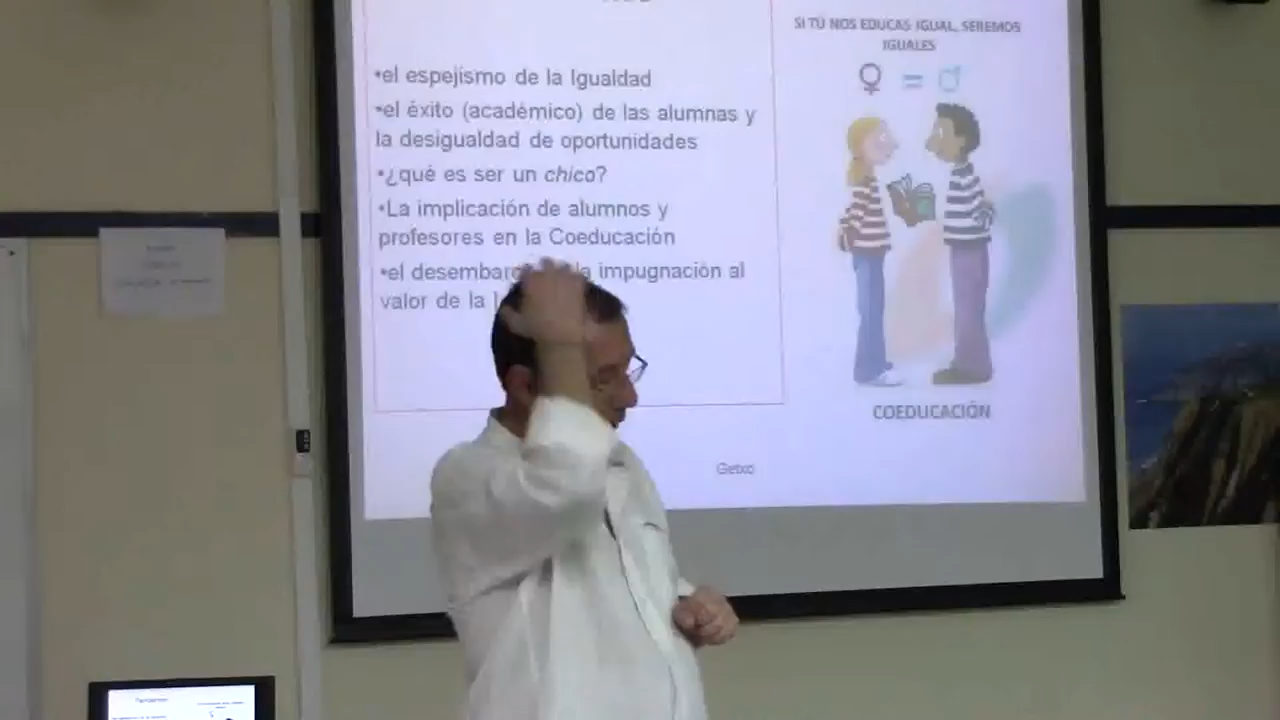 •el espejismo de la Igualdad
•el éxito (académico) de las alumnas y
la desigualdad de oportunidades
•¿qué es ser un chico?
•La implicación de alumnos y
profesores en la Coeducación
•el la impugnación al
valor de la
SI TÚ NOS EDUCAS IGUAL, SEREMOS
IGUALES
♀ = ♂
COEDUCACIÓN
Getxo